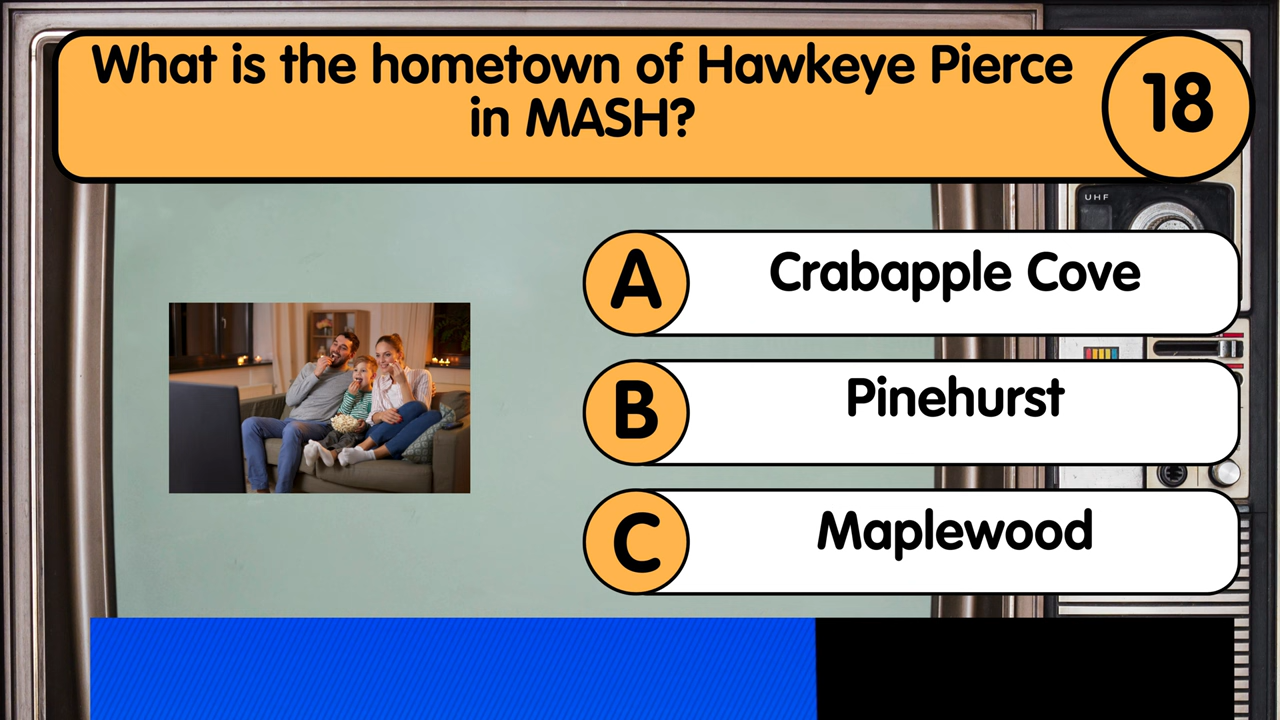 What is the hometown of Hawkeye Pierce
in MASH?
18
UHF
A
Crabapple Cove
B
Pinehurst
C
Maplewood